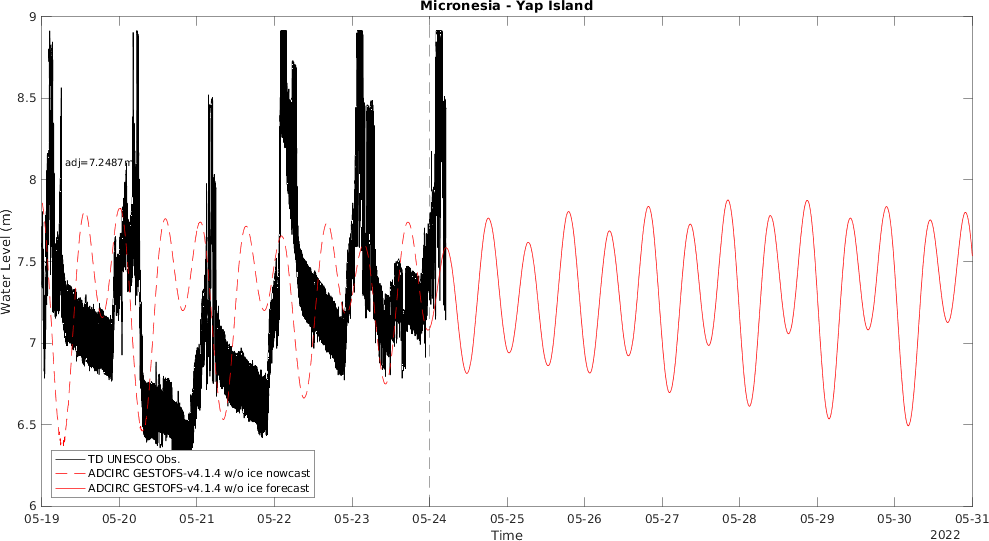 Micronesia - Yap Island
Water Level (m)
9
8.5
8
7.5
7
6.5
6
adj=7.2487m
TD UNESCO Obs.
ADCIRC GESTOFS-v4.1.4 w/o ice nowcast
ADCIRC GESTOFS-v4.1.4 w/o ice forecast
05-19 05-20 05-21 05-22 05-23 05-24 05-25 05-26 05-27 05-28 05-29 05-30 05-31
Time
2022